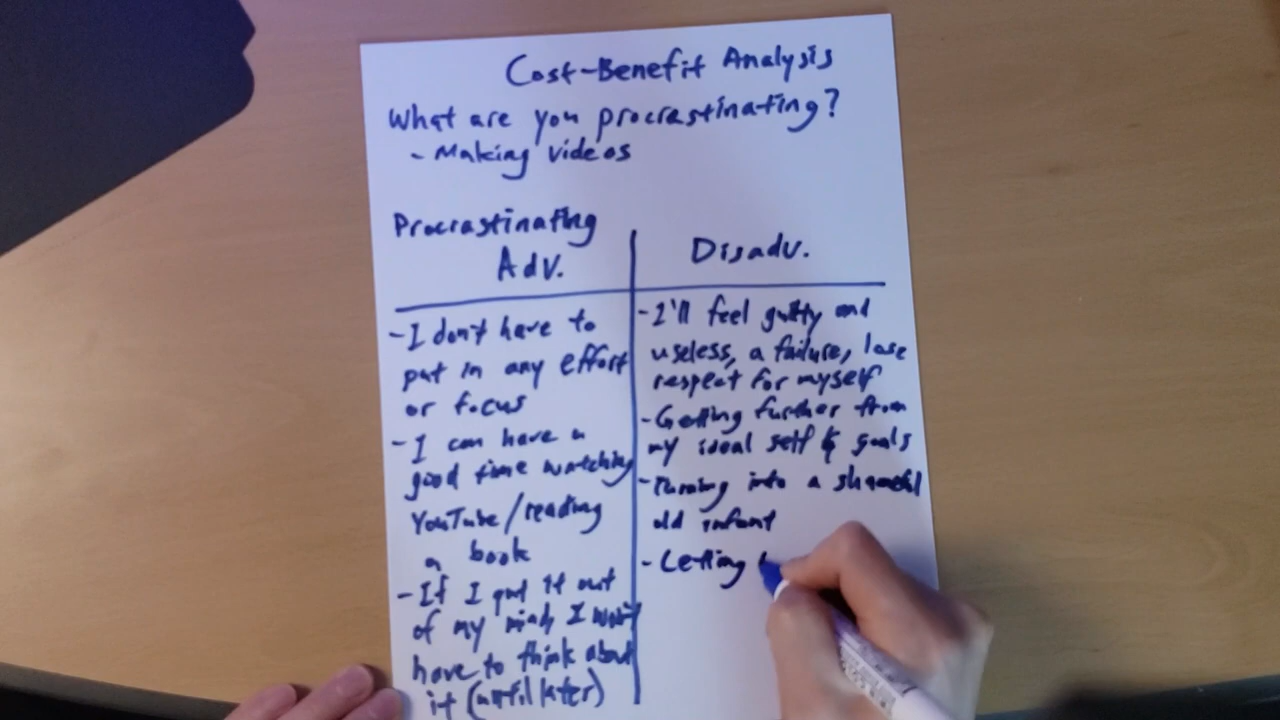 Cost-Benefit Analysis
What are you procrastinating?
- Making videos
Procrastinating
Adv.
- I don't have to
put in any effort
or focus
- I can have a
good time watching
YouTube/reading
a book
- If I put it out
of my mind, I won't
have to think about
it (until later)
Disadv.
- I'll feel guilty and
useless, a failure, lose
respect for myself
- Getting further from
my ideal self & goals
- Turning into a shameful
old infant
- Letting